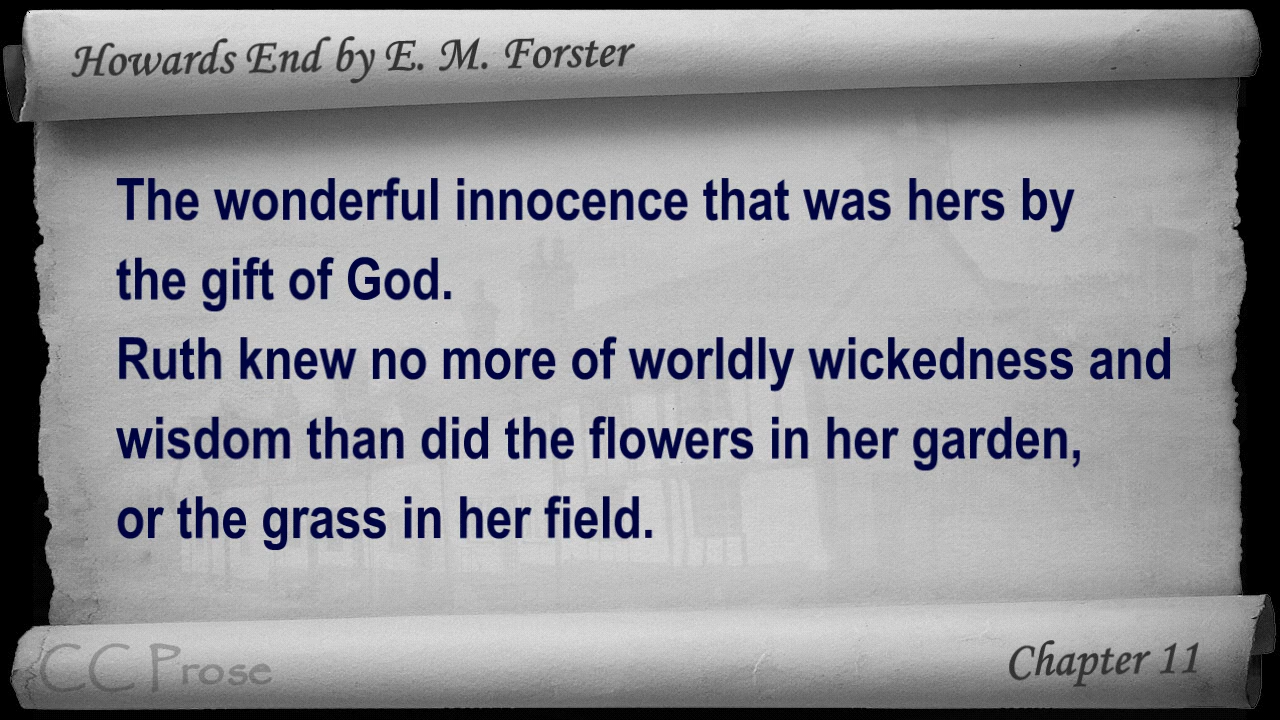 Howards End by E. M. Forster
The wonderful innocence that was hers by
the gift of God.
Ruth knew no more of worldly wickedness and
wisdom than did the flowers in her garden,
or the grass in her field.
CC Prose
Chapter 11